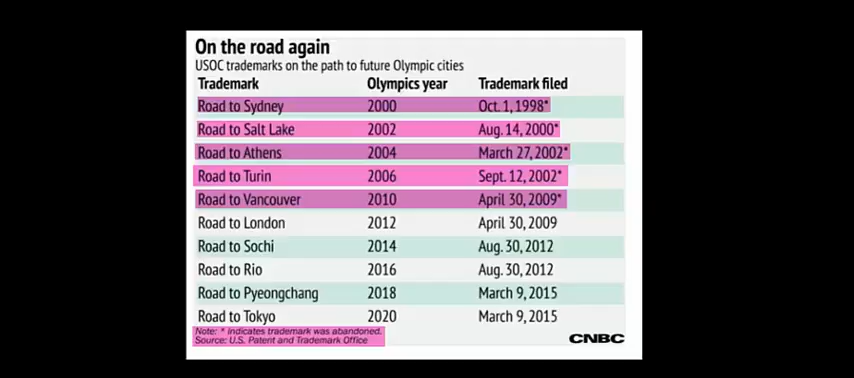 On the road again
USOC trademarks on the path to future Olympic cities
Trademark Olympics year Trademark filed
Road to Sydney 2000 Oct. 1, 1998*
Road to Salt Lake 2002 Aug. 14, 2000*
Road to Athens 2004 March 27, 2002*
Road to Turin 2006 Sept. 12, 2002*
Road to Vancouver 2010 April 30, 2009*
Road to London 2012 April 30, 2009
Road to Sochi 2014 Aug. 30, 2012
Road to Rio 2016 Aug. 30, 2012
Road to Pyeongchang 2018 March 9, 2015
Road to Tokyo 2020 March 9, 2015
Note: * indicates trademark was abandoned.
Source: U.S. Patent and Trademark Office
CNBC